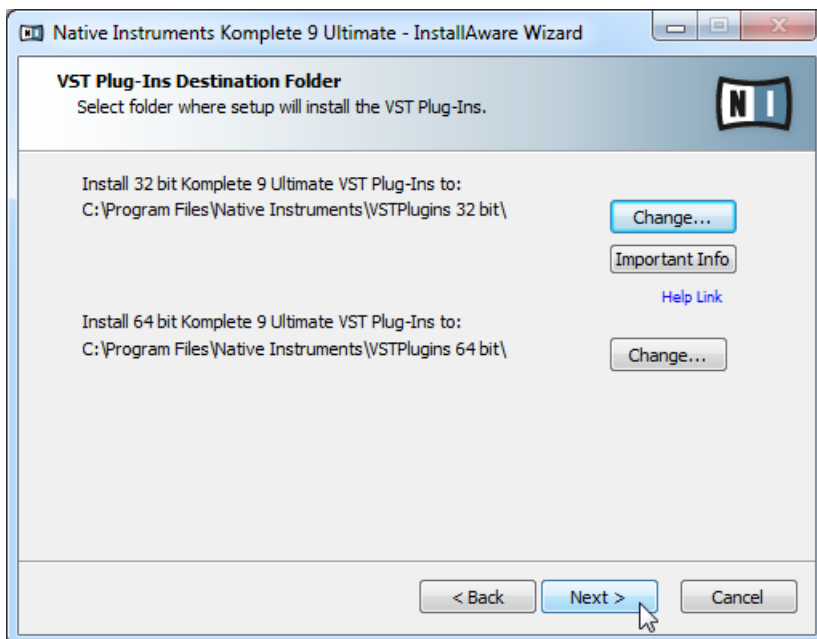 Native Instruments Komplete 9 Ultimate - InstallAware Wizard
VST Plug-Ins Destination Folder
Select folder where setup will install the VST Plug-Ins.
N I
Install 32 bit Komplete 9 Ultimate VST Plug-Ins to:
C:\Program Files\Native Instruments\VSTPlugins 32 bit\
Change...
Important Info
Help Link
Install 64 bit Komplete 9 Ultimate VST Plug-Ins to:
C:\Program Files\Native Instruments\VSTPlugins 64 bit\
Change...
< Back
Next >
Cancel